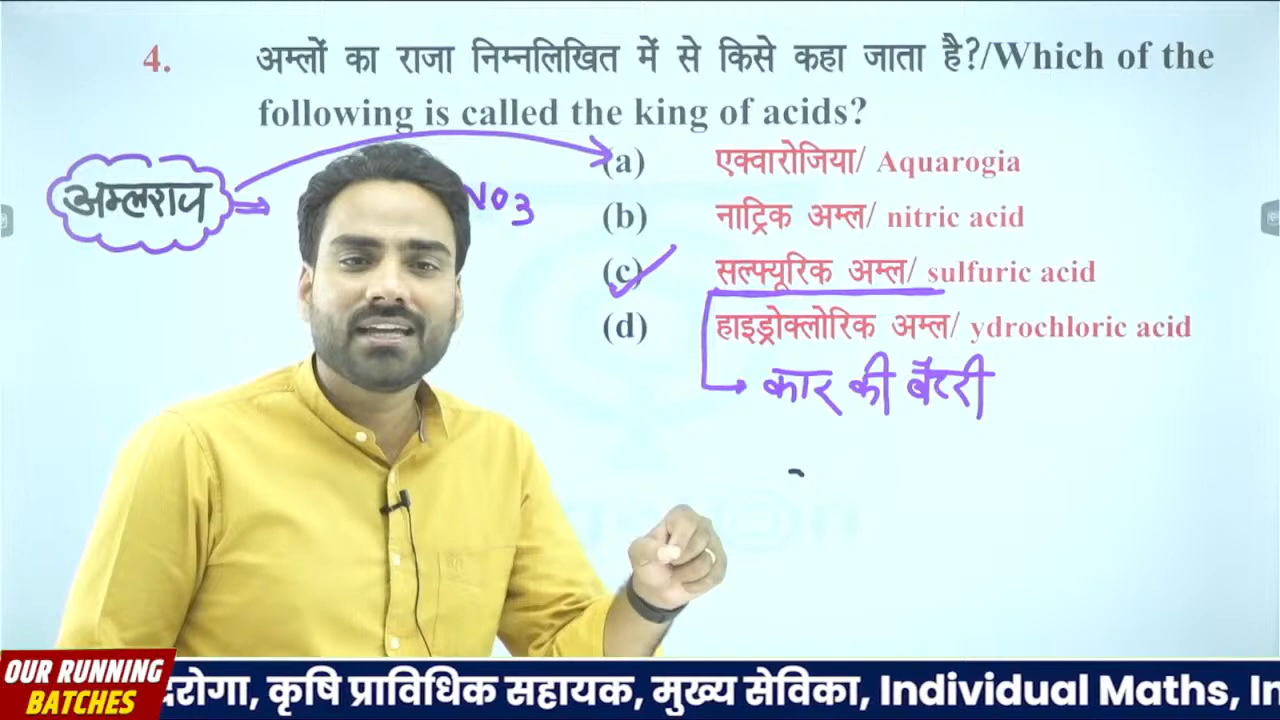 4. अम्लों का राजा निम्नलिखित में से किसे कहा जाता है?/Which of the
following is called the king of acids?
अम्लराज
NO3
(a) एक्वारोजिया/ Aquarogia
(b) नाट्रिक अम्ल/ nitric acid
(c) सल्फ्यूरिक अम्ल/ sulfuric acid
(d) हाइड्रोक्लोरिक अम्ल/ ydrochloric acid
कार की बैटरी
OUR RUNNING
BATCHES
दरोगा, कृषि प्राविधिक सहायक, मुख्य सेविका, Individual Maths, In